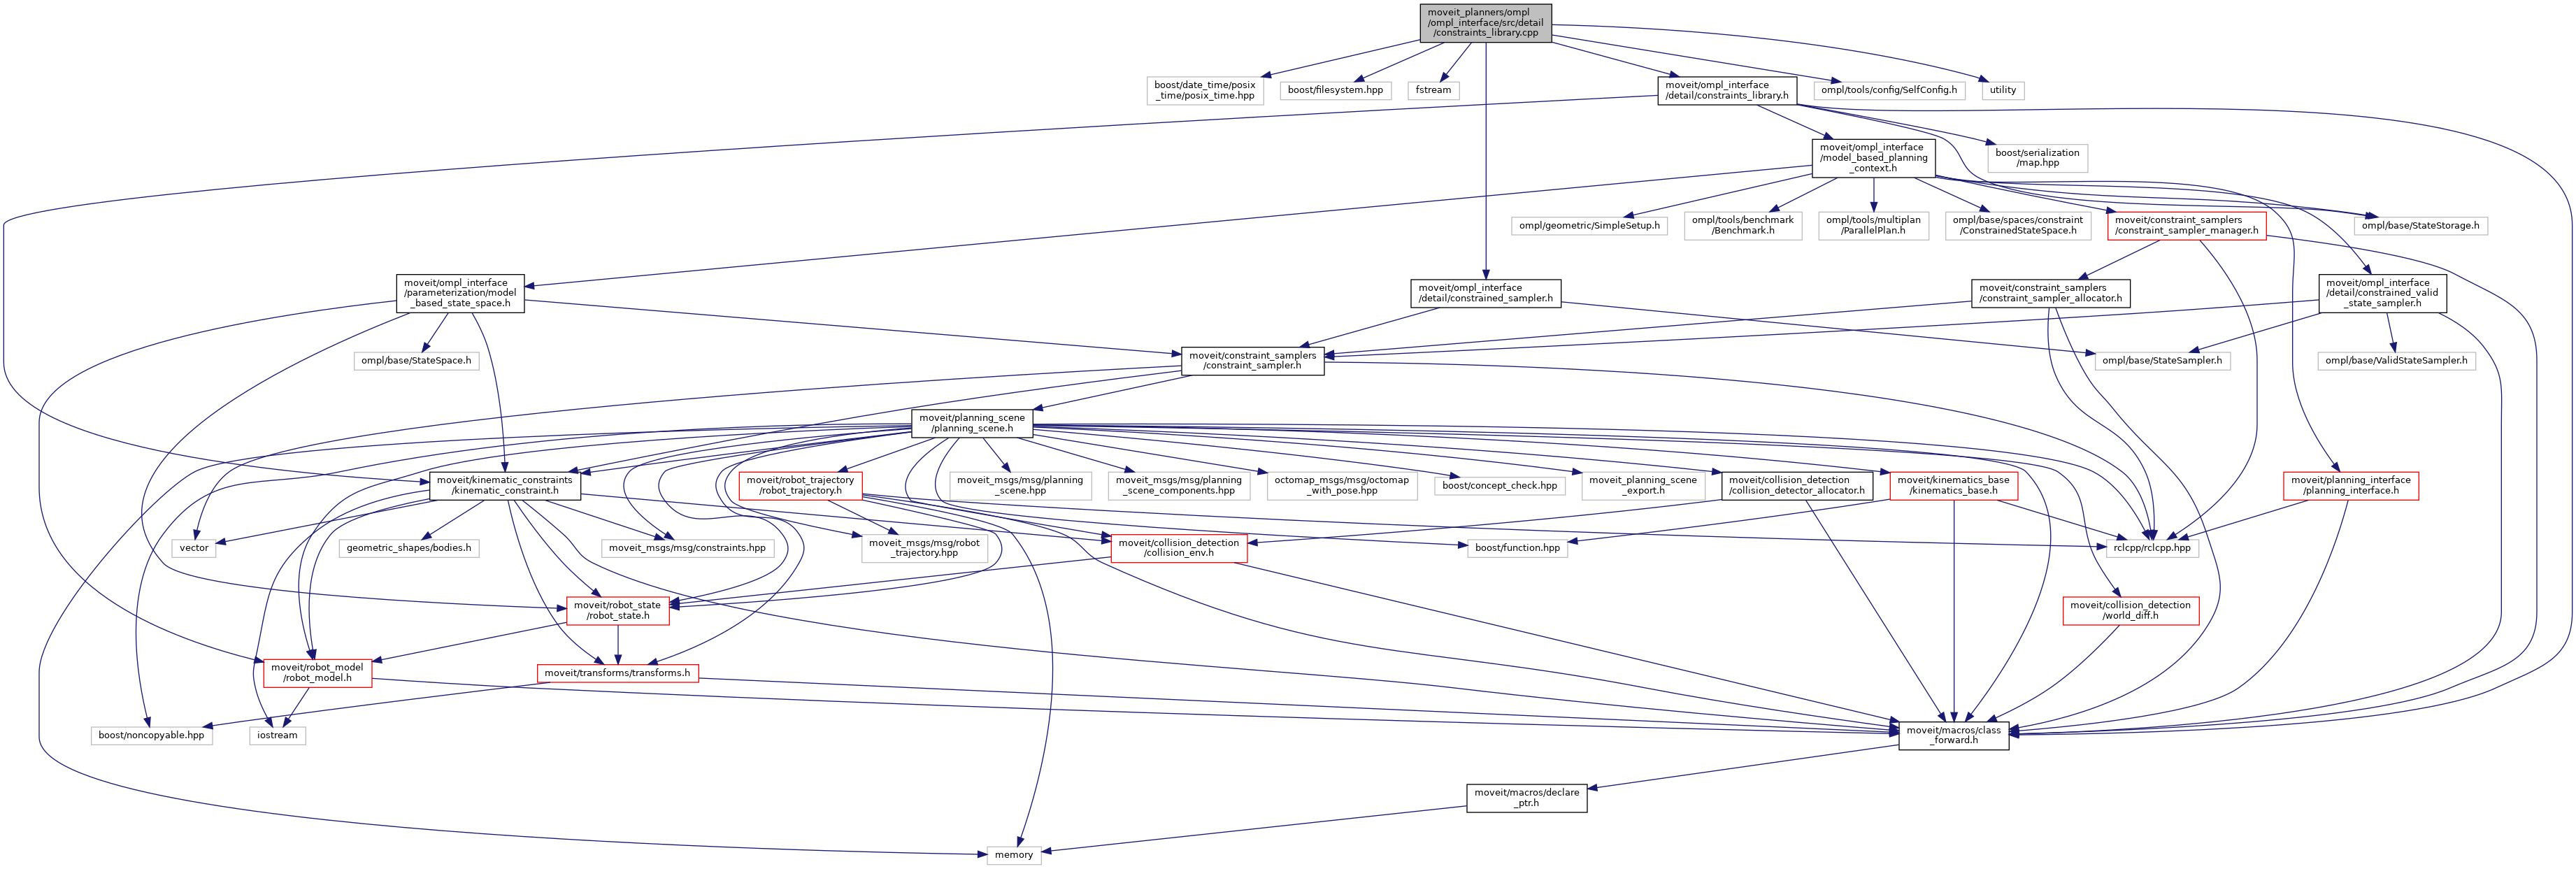 moveit_planners/ompl
/ompl_interface/src/detail
/constraints_library.cpp
boost/date_time/posix
_time/posix_time.hpp
boost/filesystem.hpp
fstream
moveit/ompl_interface
/detail/constraints_library.h
ompl/tools/config/SelfConfig.h
utility
moveit/ompl_interface
/model_based_planning
_context.h
boost/serialization
/map.hpp
ompl/geometric/SimpleSetup.h
ompl/tools/benchmark
/Benchmark.h
ompl/tools/multiplan
/ParallelPlan.h
ompl/base/spaces/constraint
/ConstrainedStateSpace.h
moveit/constraint_samplers
/constraint_sampler_manager.h
ompl/base/StateStorage.h
moveit/ompl_interface
/parameterization/model
_based_state_space.h
moveit/ompl_interface
/detail/constrained_sampler.h
moveit/constraint_samplers
/constraint_sampler_allocator.h
moveit/ompl_interface
/detail/constrained_valid
_state_sampler.h
ompl/base/StateSpace.h
moveit/constraint_samplers
/constraint_sampler.h
ompl/base/StateSampler.h
ompl/base/ValidStateSampler.h
moveit/planning_scene
/planning_scene.h
moveit/kinematic_constraints
/kinematic_constraint.h
moveit/robot_trajectory
/robot_trajectory.h
moveit_msgs/msg/planning
_scene.hpp
moveit_msgs/msg/planning
_scene_components.hpp
octomap_msgs/msg/octomap
_with_pose.hpp
boost/concept_check.hpp
moveit_planning_scene
_export.h
moveit/collision_detection
/collision_detector_allocator.h
moveit/kinematics_base
/kinematics_base.h
moveit/planning_interface
/planning_interface.h
vector
geometric_shapes/bodies.h
moveit_msgs/msg/constraints.hpp
moveit_msgs/msg/robot
_trajectory.hpp
moveit/collision_detection
/collision_env.h
boost/function.hpp
rclcpp/rclcpp.hpp
moveit/robot_state
/robot_state.h
moveit/collision_detection
/world_diff.h
moveit/robot_model
/robot_model.h
moveit/transforms/transforms.h
boost/noncopyable.hpp
iostream
moveit/macros/class
_forward.h
moveit/macros/declare
_ptr.h
memory